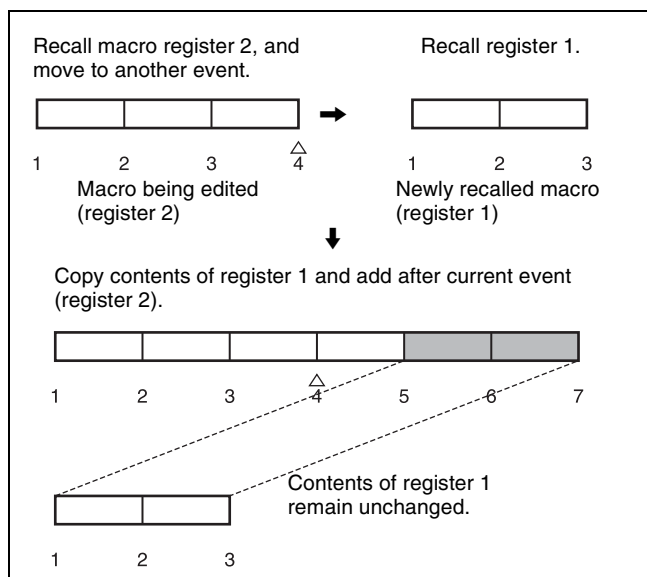 Recall macro register 2, and
move to another event.
Recall register 1.
1 2 3 4
1 2 3
Macro being edited
(register 2)
Newly recalled macro
(register 1)
Copy contents of register 1 and add after current event
(register 2).
1 2 3 4 5 6 7
Contents of register 1
remain unchanged.
1 2 3